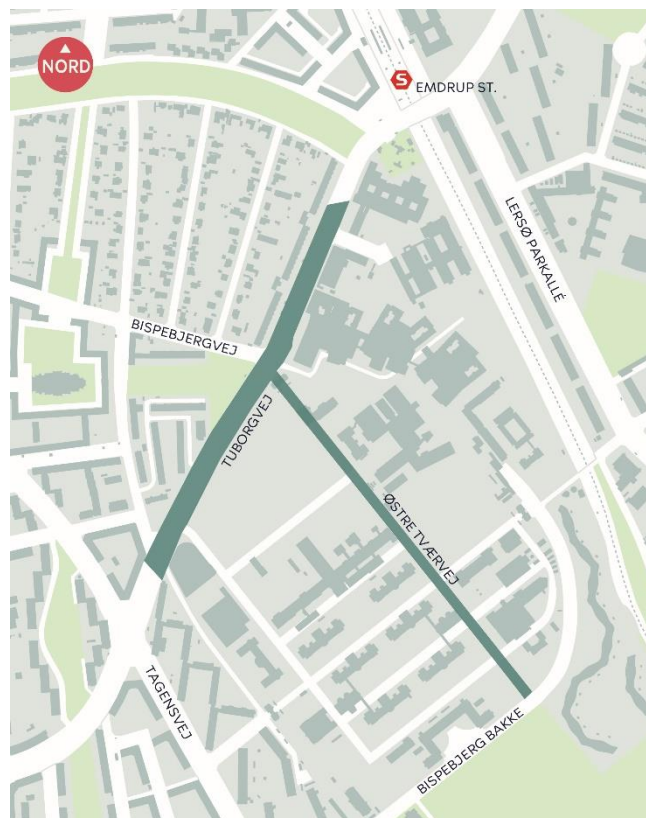 NORD
S
EMDRUP ST.
LERSØ PARKALLÉ
BISPEBJERGVEJ
TUBORGVEJ
ØSTRE TVÆRVEJ
TAGENSVEJ
BISPEBJERG BAKKE